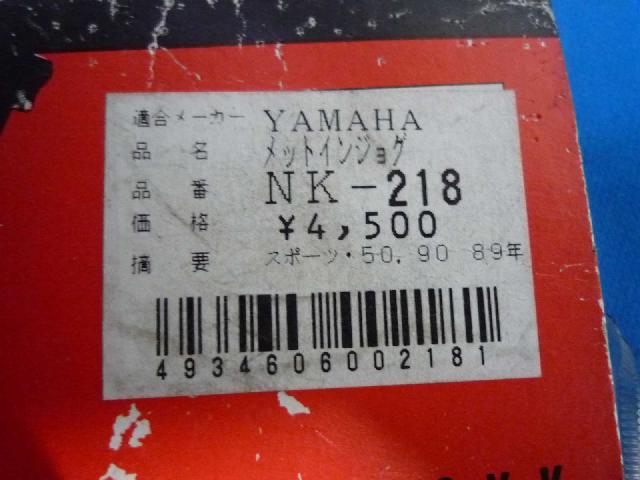 適合メーカー YAMAHA
品 名 メットインジョグ
品 番 NK-218
価 格 ¥4,500
摘 要 スポーツ・50,90 89年
4934606002181